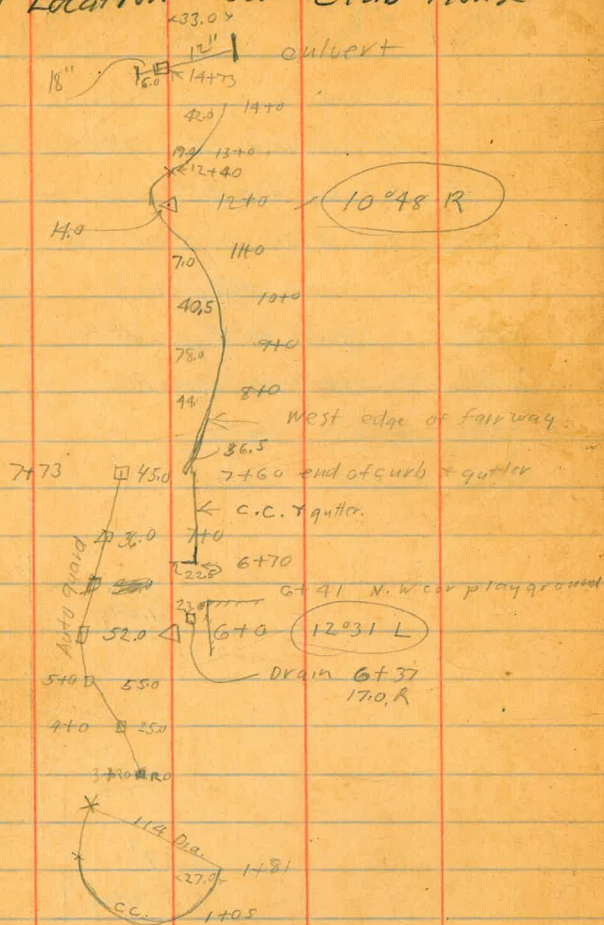 Location Club House
<33.0>
12" culvert
18" 6.0 14+73
42.0 14+0
19.0 13+0
12+40
12+0 10°48 R
14.0
7.0 11+0
40.5 10+0
78.0 9+0
44 8+0
West edge of fairway
36.5
7+73 45.0 7+60 end of curb + gutter
C.C. + gutter.
36.0 7+0
6+70
22.5
6+41 N.W cor playground
Auto guard
52.0 6+0 12°31 L
Drain 6+37
17.0, R
5+0 55.0
4+0 25.0
114 Dia.
<27.0> 1+81
C.C. 1+05